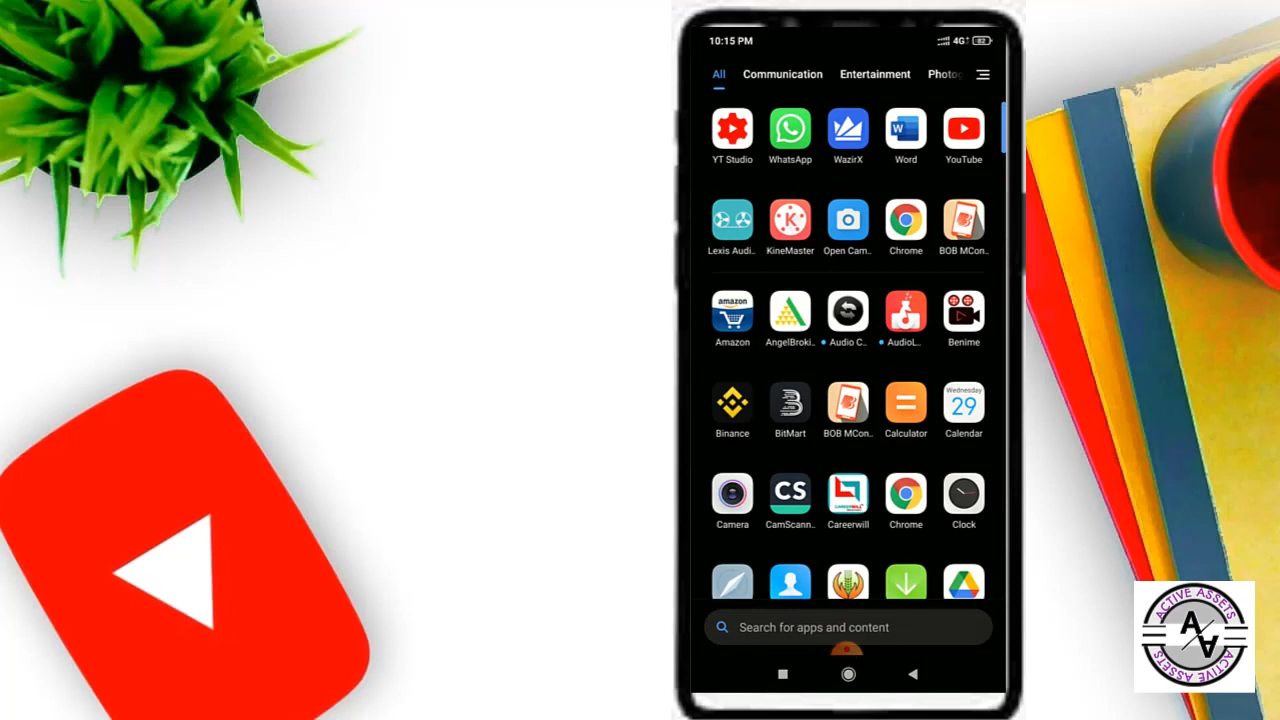 10:15 PM
4G
82
All Communication Entertainment Photog
YT Studio WhatsApp WazirX Word YouTube
Lexis Audi.. KineMaster Open Cam.. Chrome BOB MCon..
amazon
Amazon AngelBroki.. Audio C.. AudioL.. Benime
Wednesday
29
Binance BitMart BOB MCon.. Calculator Calendar
CS
Camera CamScann.. Careerwill Chrome Clock
Search for apps and content
ACTIVE ASSETS
A/A
ACTIVE ASSETS